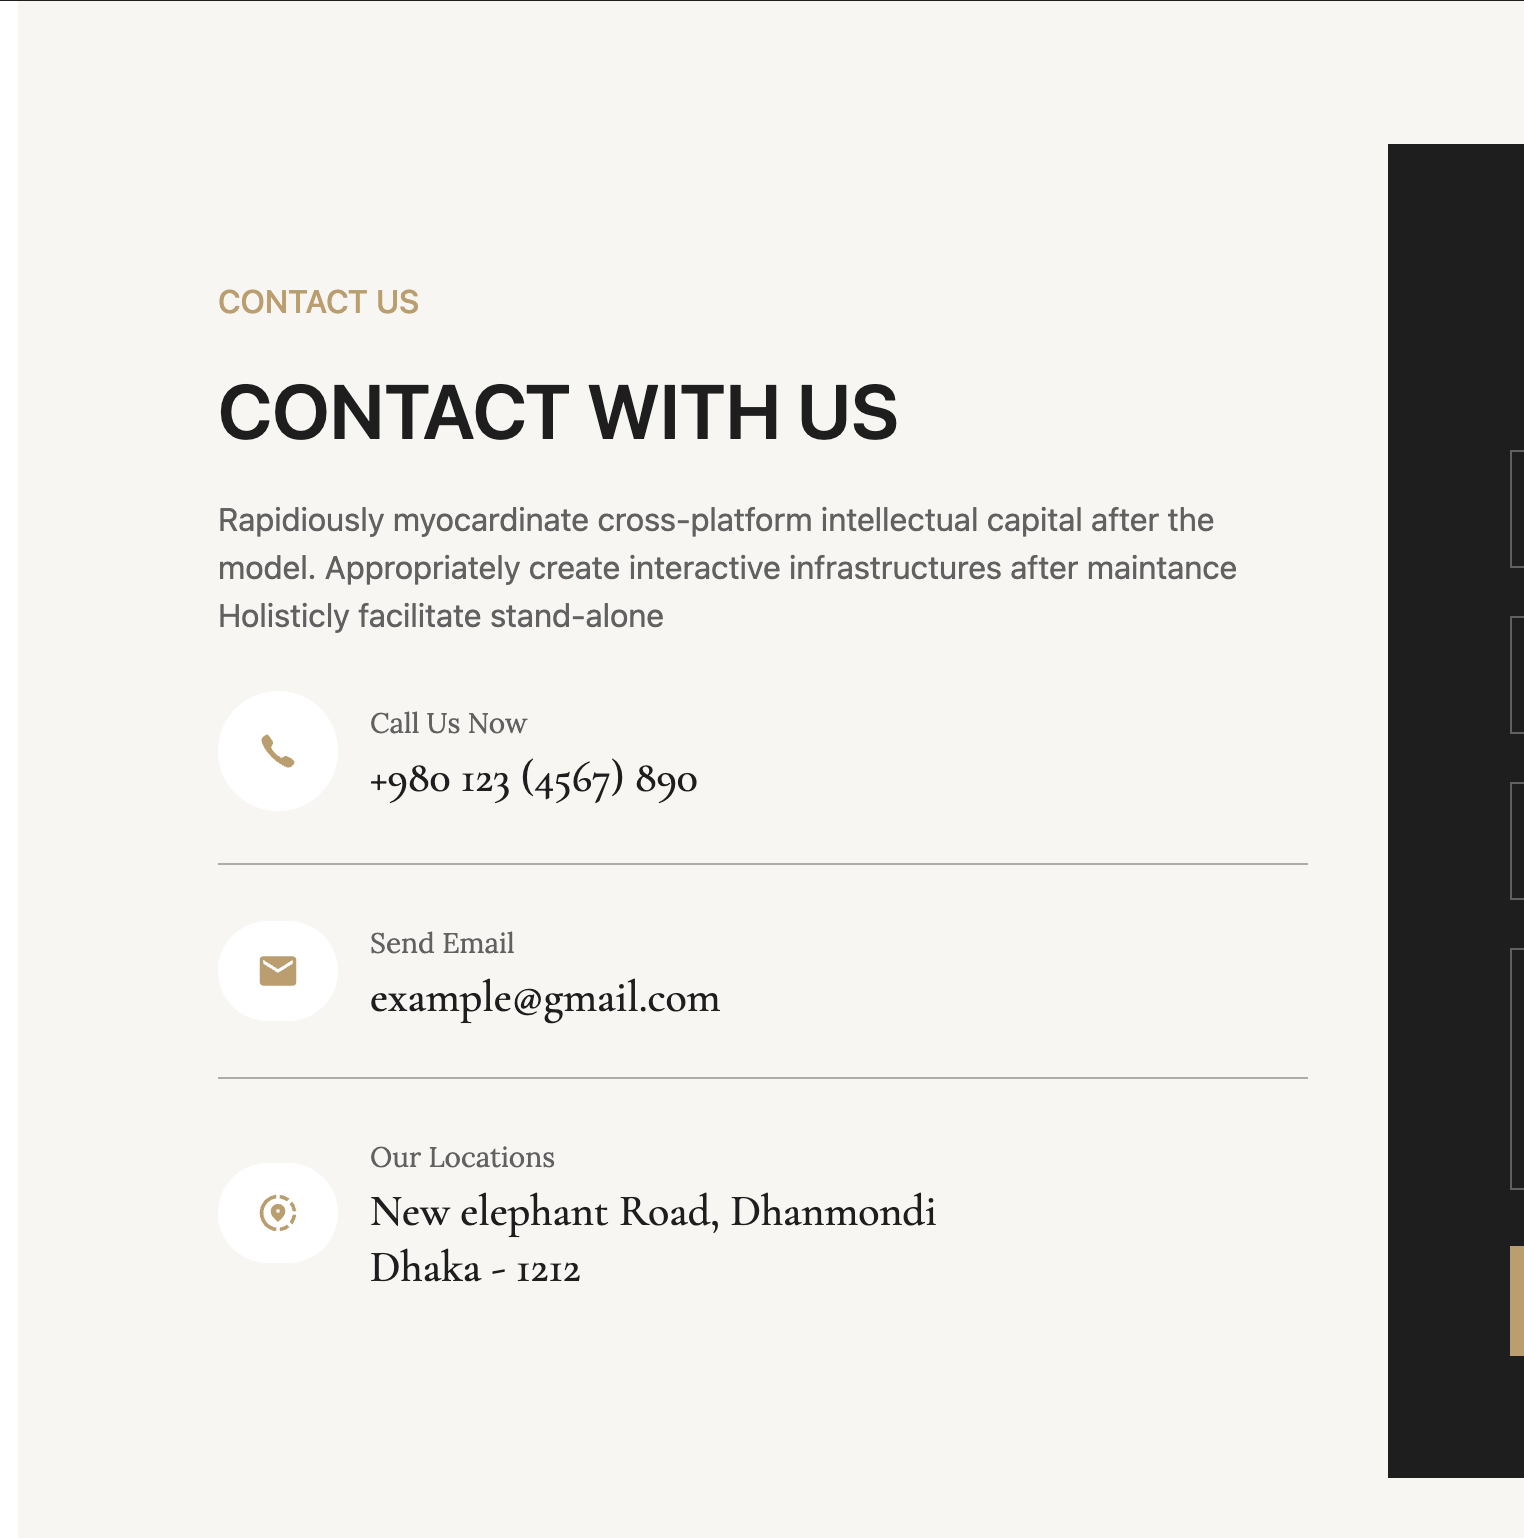 CONTACT US
CONTACT WITH US
Rapidiously myocardinate cross-platform intellectual capital after the
model. Appropriately create interactive infrastructures after maintance
Holisticly facilitate stand-alone
Call Us Now
+980 123 (4567) 890
Send Email
example@gmail.com
Our Locations
New elephant Road, Dhanmondi
Dhaka - 1212